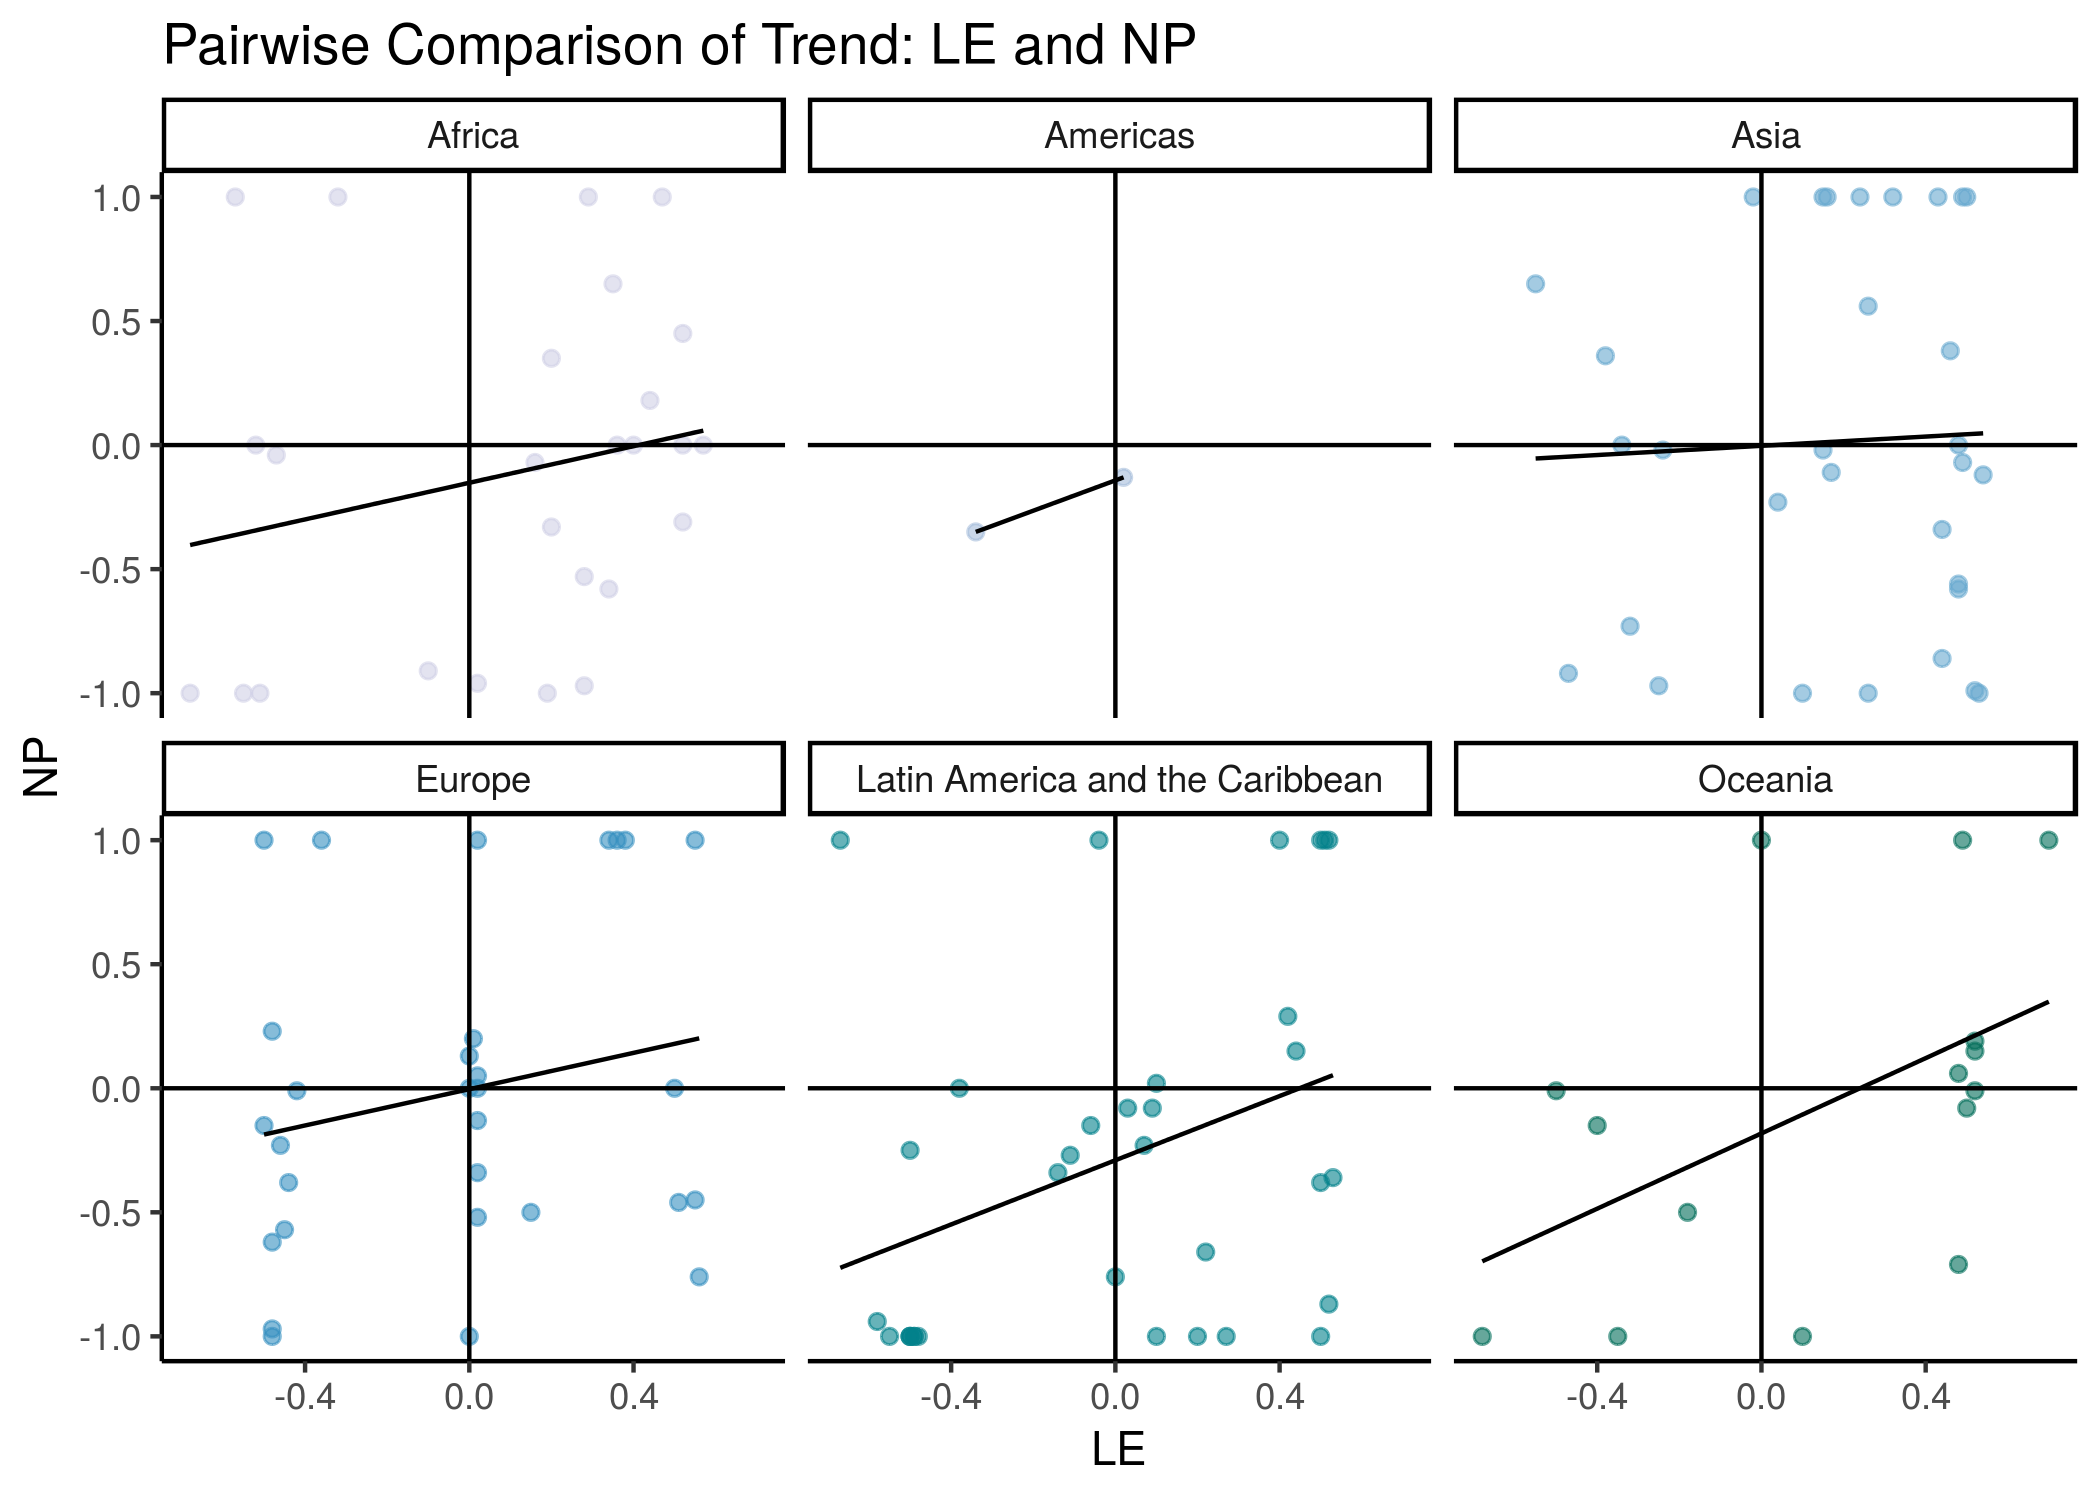 Pairwise Comparison of Trend: LE and NP
Africa
Americas
Asia
1.0
0.5
0.0
-0.5
-1.0
NP
Europe
Latin America and the Caribbean
Oceania
1.0
0.5
0.0
-0.5
-1.0
-0.4 0.0 0.4
-0.4 0.0 0.4
-0.4 0.0 0.4
LE